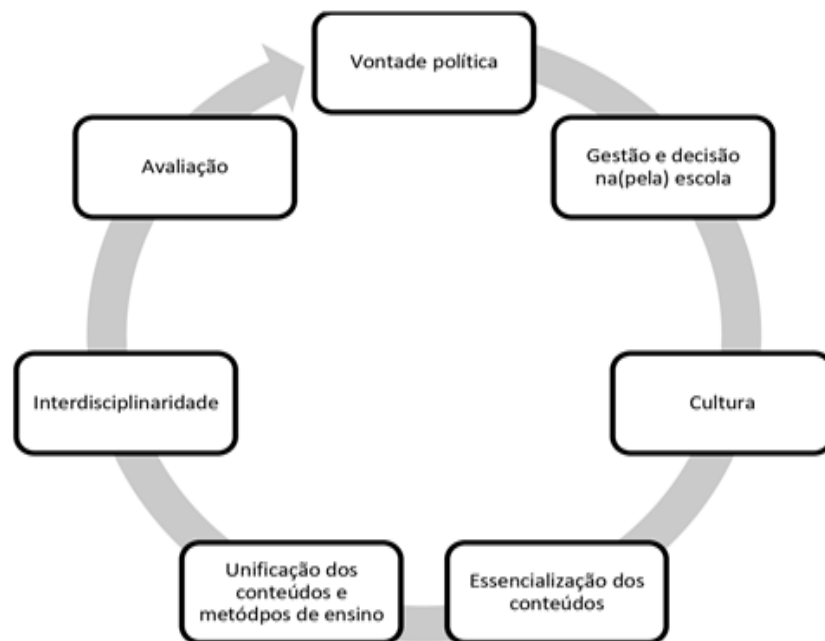 Vontade política
Gestão e decisão
na(pela) escola
Cultura
Essencialização dos
conteúdos
Unificação dos
conteúdos e
metódpos de ensino
Interdisciplinaridade
Avaliação